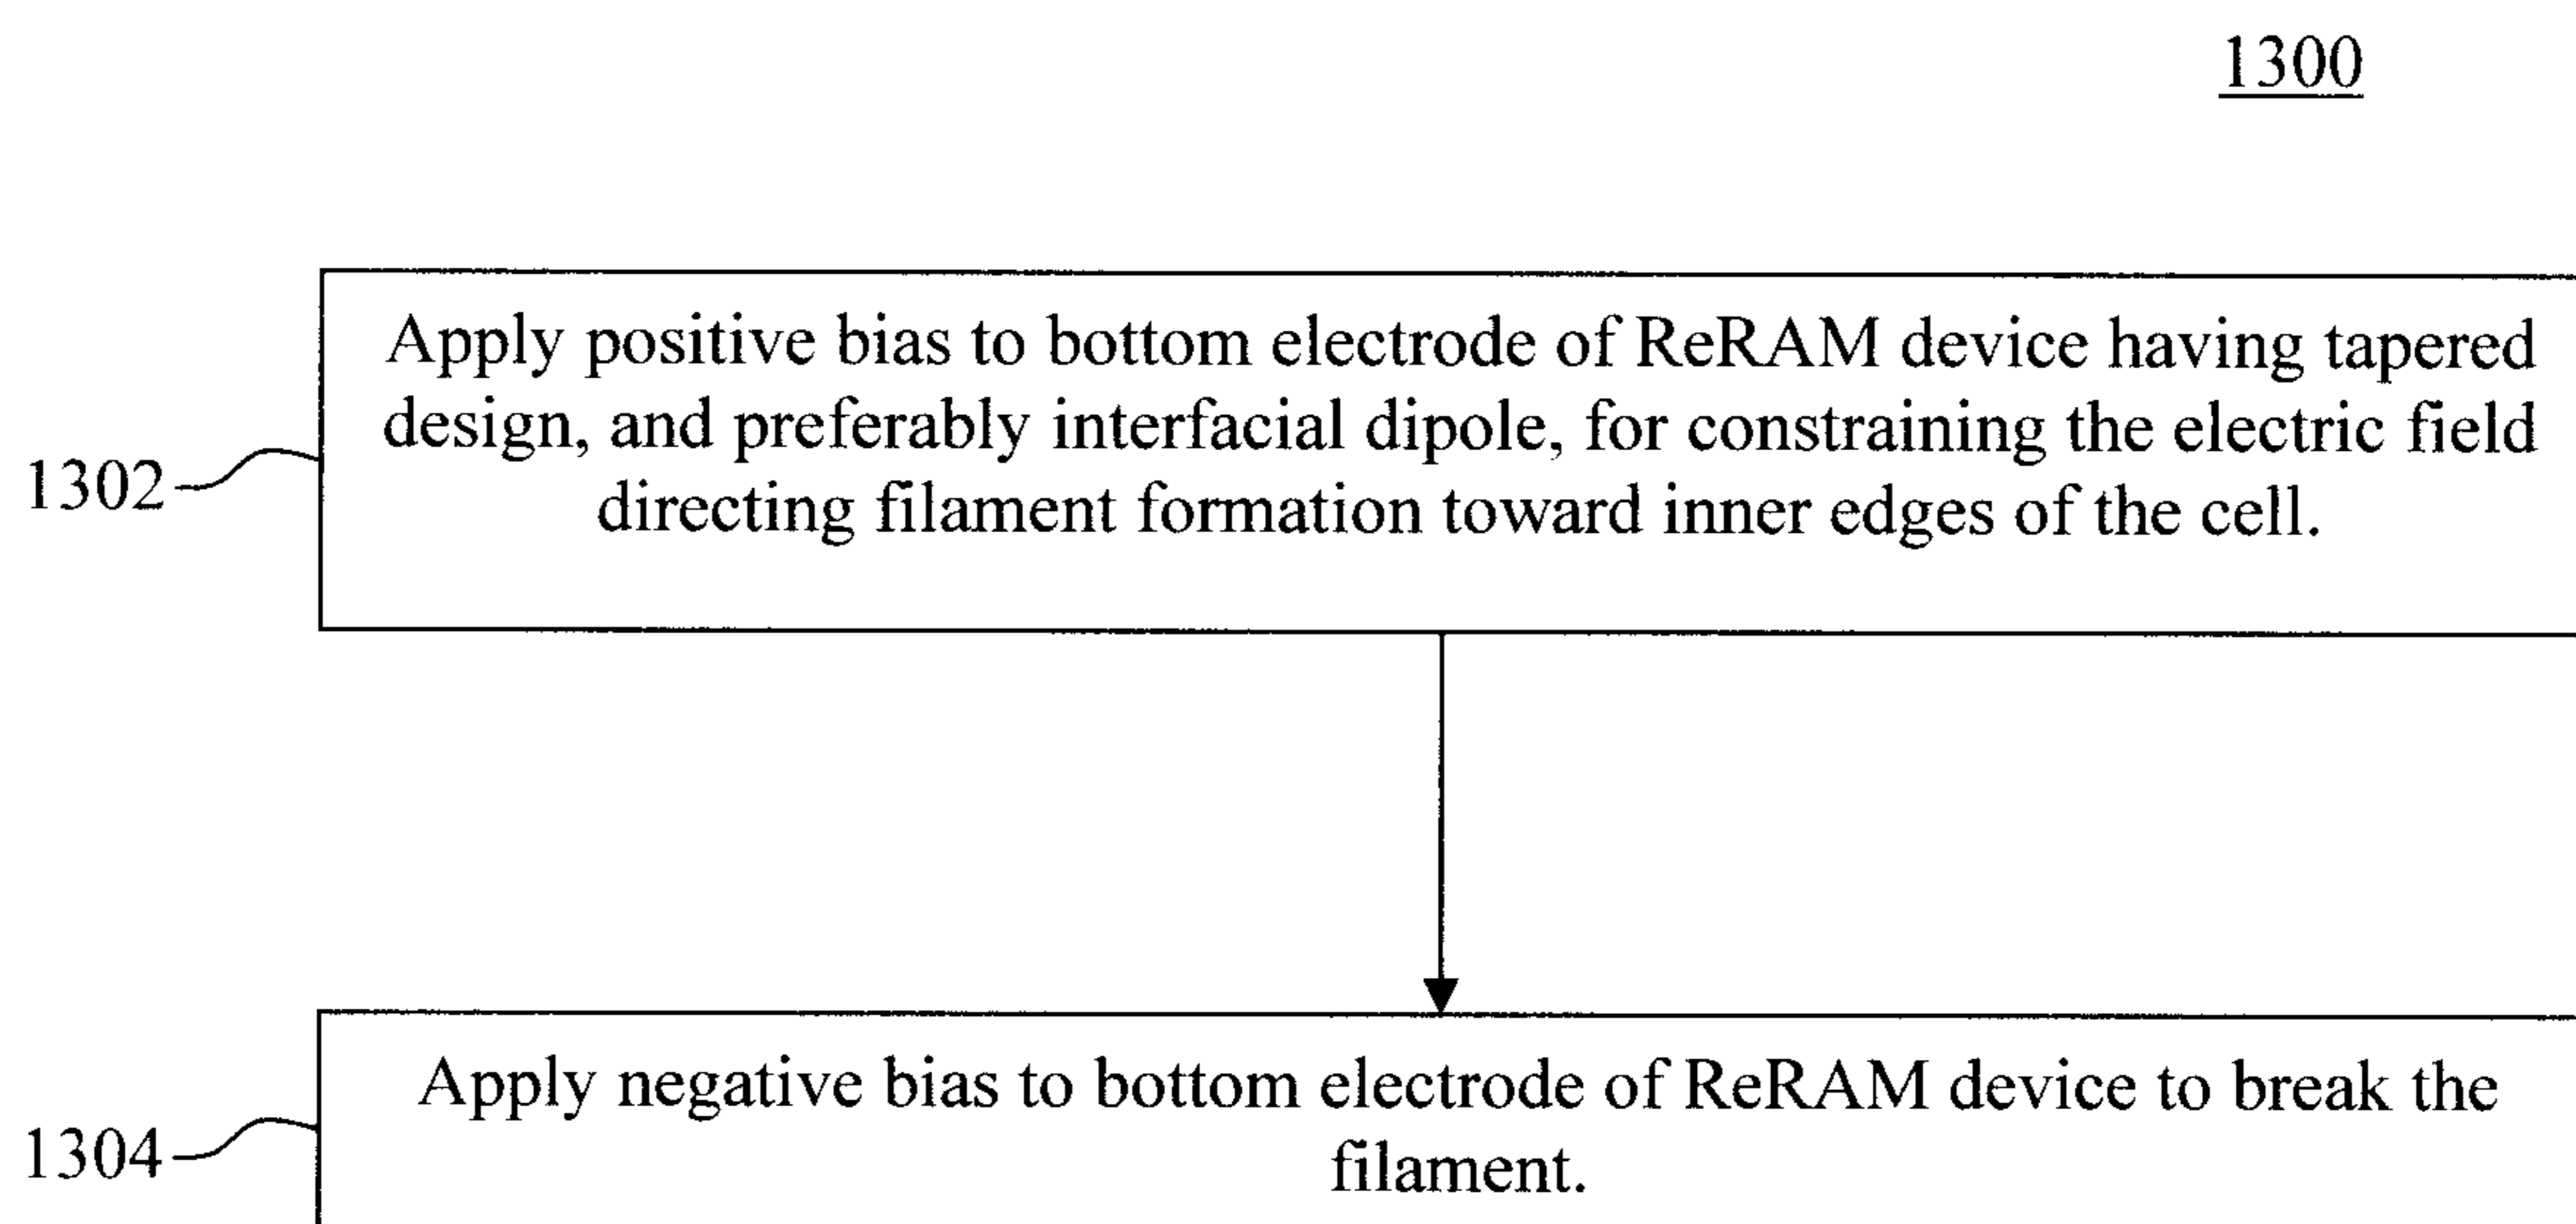 1300
Apply positive bias to bottom electrode of ReRAM device having tapered
design, and preferably interfacial dipole, for constraining the electric field
directing filament formation toward inner edges of the cell.
1302
Apply negative bias to bottom electrode of ReRAM device to break the
filament.
1304